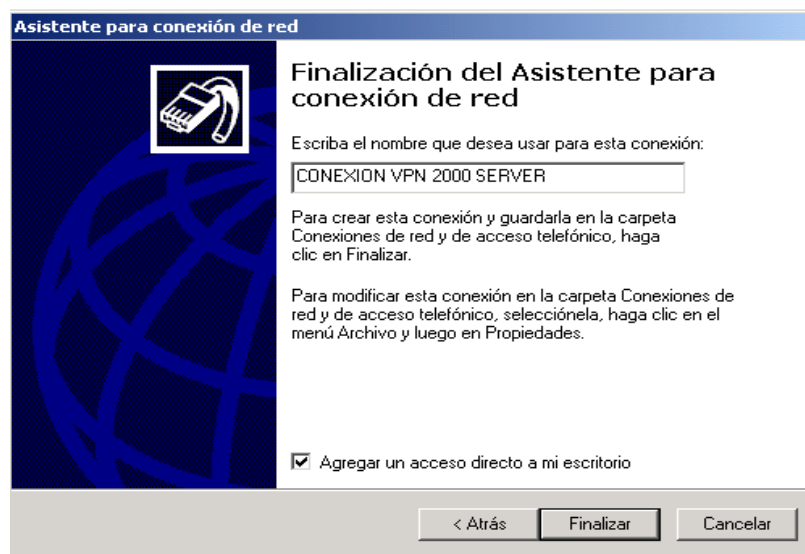 Asistente para conexión de red
Finalización del Asistente para
conexión de red
Escriba el nombre que desea usar para esta conexión:
CONEXION VPN 2000 SERVER
Para crear esta conexión y guardarla en la carpeta
Conexiones de red y de acceso telefónico, haga
clic en Finalizar.
Para modificar esta conexión en la carpeta Conexiones de
red y de acceso telefónico, selecciónela, haga clic en el
menú Archivo y luego en Propiedades.
Agregar un acceso directo a mi escritorio
< Atrás
Finalizar
Cancelar